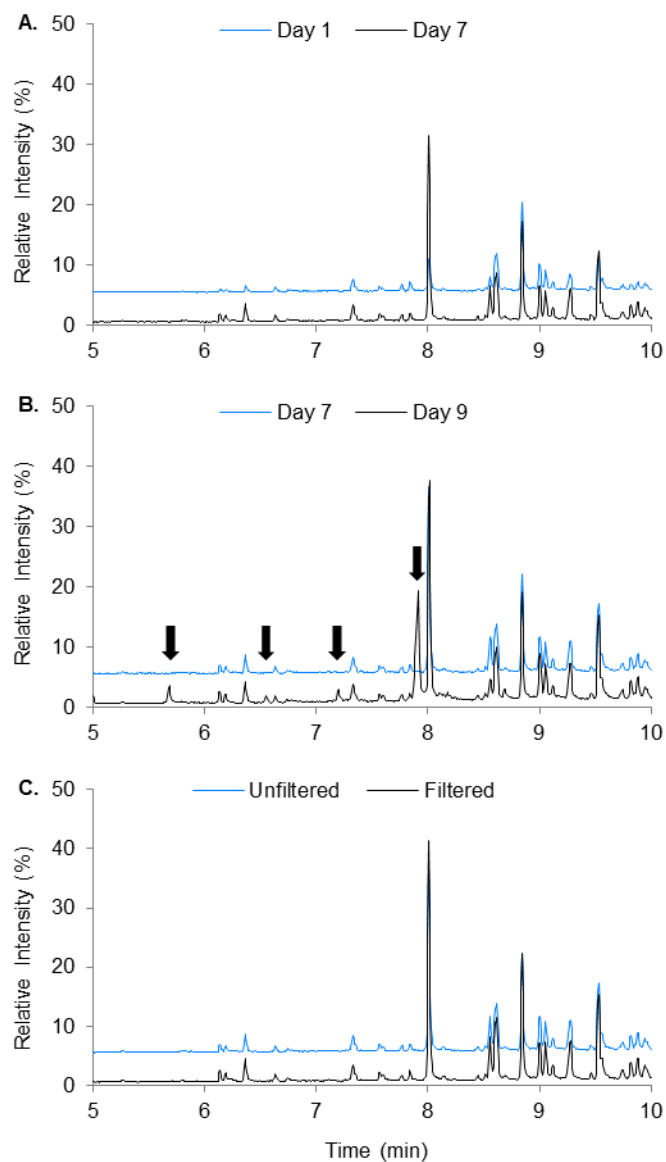 A.
Day 1 Day 7
50
40
30
20
10
0
Relative Intensity (%)
5 6 7 8 9 10
B.
Day 7 Day 9
50
40
30
20
10
0
Relative Intensity (%)
5 6 7 8 9 10
C.
Unfiltered Filtered
50
40
30
20
10
0
Relative Intensity (%)
5 6 7 8 9 10
Time (min)